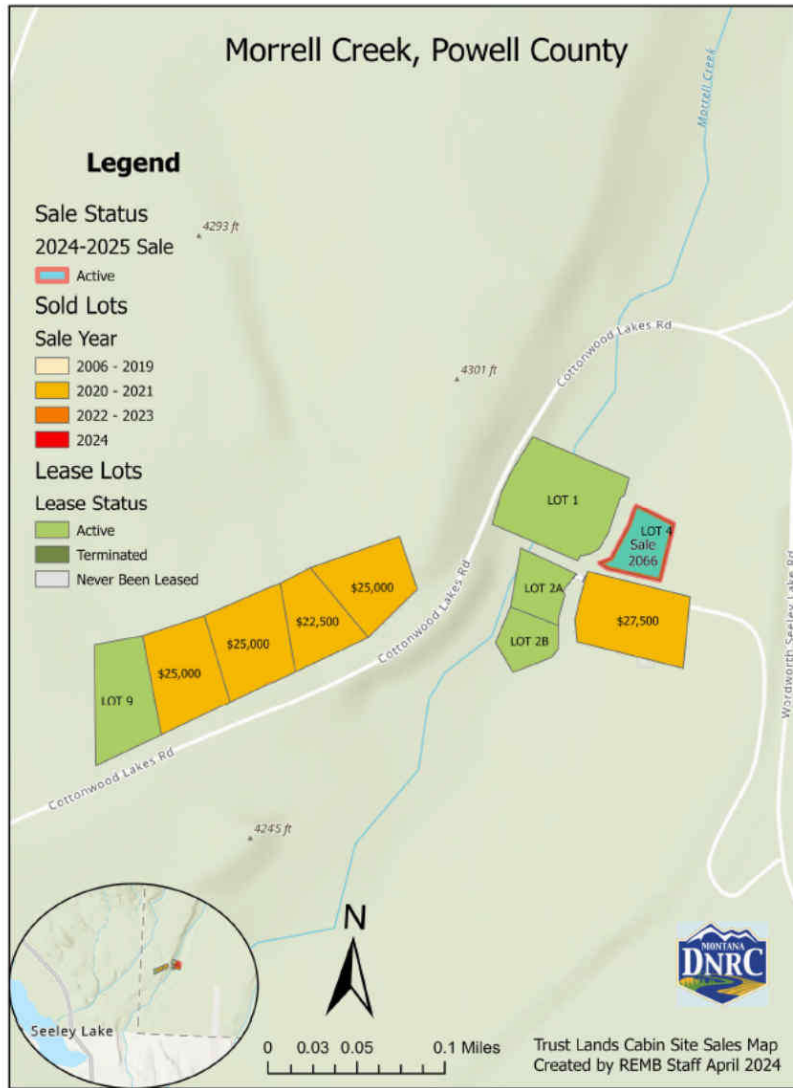 Morrell Creek, Powell County
Morrell Creek
Legend
Sale Status
2024-2025 Sale
Active
Sold Lots
Sale Year
2006 - 2019
2020 - 2021
2022 - 2023
2024
Lease Lots
Lease Status
Active
Terminated
Never Been Leased
4293 ft
4301 ft
Cottonwood Lakes Rd
LOT 1
LOT 4
Sale
2066
LOT 2A
LOT 2B
$27,500
$25,000
$22,500
$25,000
$25,000
LOT 9
Cottonwood Lakes Rd
Cottonwood Lakes Rd
Wordworth Seeley Lake Rd
4245 ft
Seeley Lake
N
0 0.03 0.05 0.1 Miles
MONTANA
DNRC
Trust Lands Cabin Site Sales Map
Created by REMB Staff April 2024